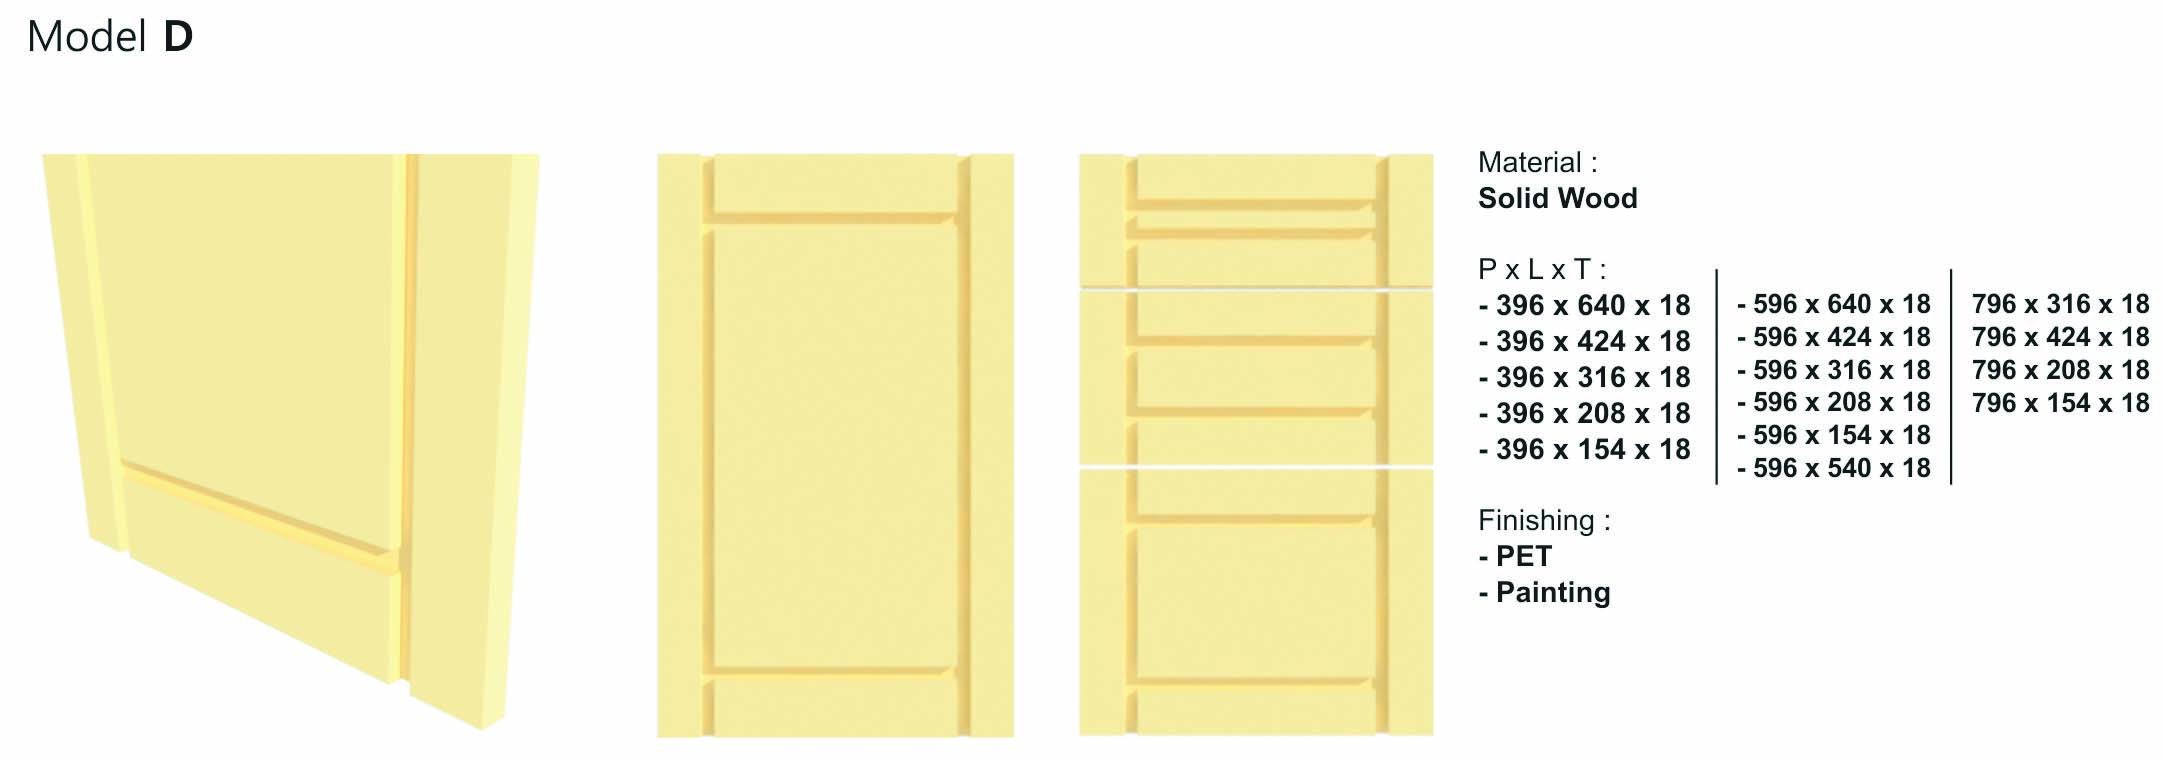 Model D
Material :
Solid Wood
P x L x T :
- 396 x 640 x 18
- 396 x 424 x 18
- 396 x 316 x 18
- 396 x 208 x 18
- 396 x 154 x 18
- 596 x 640 x 18
- 596 x 424 x 18
- 596 x 316 x 18
- 596 x 208 x 18
- 596 x 154 x 18
- 596 x 540 x 18
796 x 316 x 18
796 x 424 x 18
796 x 208 x 18
796 x 154 x 18
Finishing :
- PET
- Painting